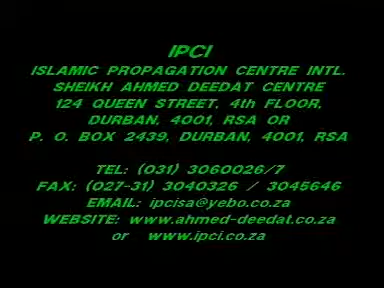 IPCI
ISLAMIC PROPAGATION CENTRE INTL.
SHEIKH AHMED DEEDAT CENTRE
124 QUEEN STREET, 4th FLOOR,
DURBAN, 4001, RSA OR
P. O. BOX 2439, DURBAN, 4001, RSA
TEL: (031) 3060026/7
FAX: (027-31) 3040326 / 3045646
EMAIL: ipcisa@yebo.co.za
WEBSITE: www.ahmed-deedat.co.za
or www.ipci.co.za